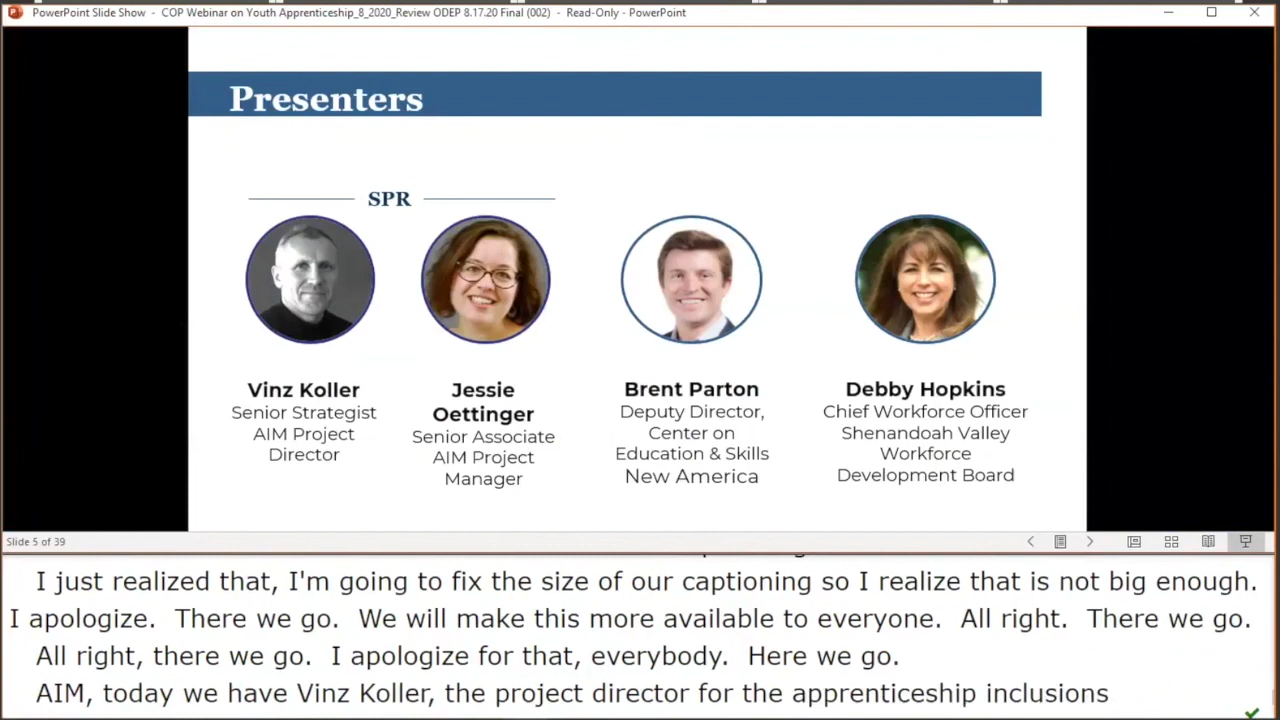 PowerPoint Slide Show - COP Webinar on Youth Apprenticeship_8_2020_Review ODEP 8.17.20 Final (002) - Read-Only - PowerPoint
Presenters
SPR
Vinz Koller
Senior Strategist
AIM Project
Director
Jessie
Oettinger
Senior Associate
AIM Project
Manager
Brent Parton
Deputy Director,
Center on
Education & Skills
New America
Debby Hopkins
Chief Workforce Officer
Shenandoah Valley
Workforce
Development Board
Slide 5 of 39
I just realized that, I'm going to fix the size of our captioning so I realize that is not big enough.
I apologize. There we go. We will make this more available to everyone. All right. There we go.
All right, there we go. I apologize for that, everybody. Here we go.
AIM, today we have Vinz Koller, the project director for the apprenticeship inclusions